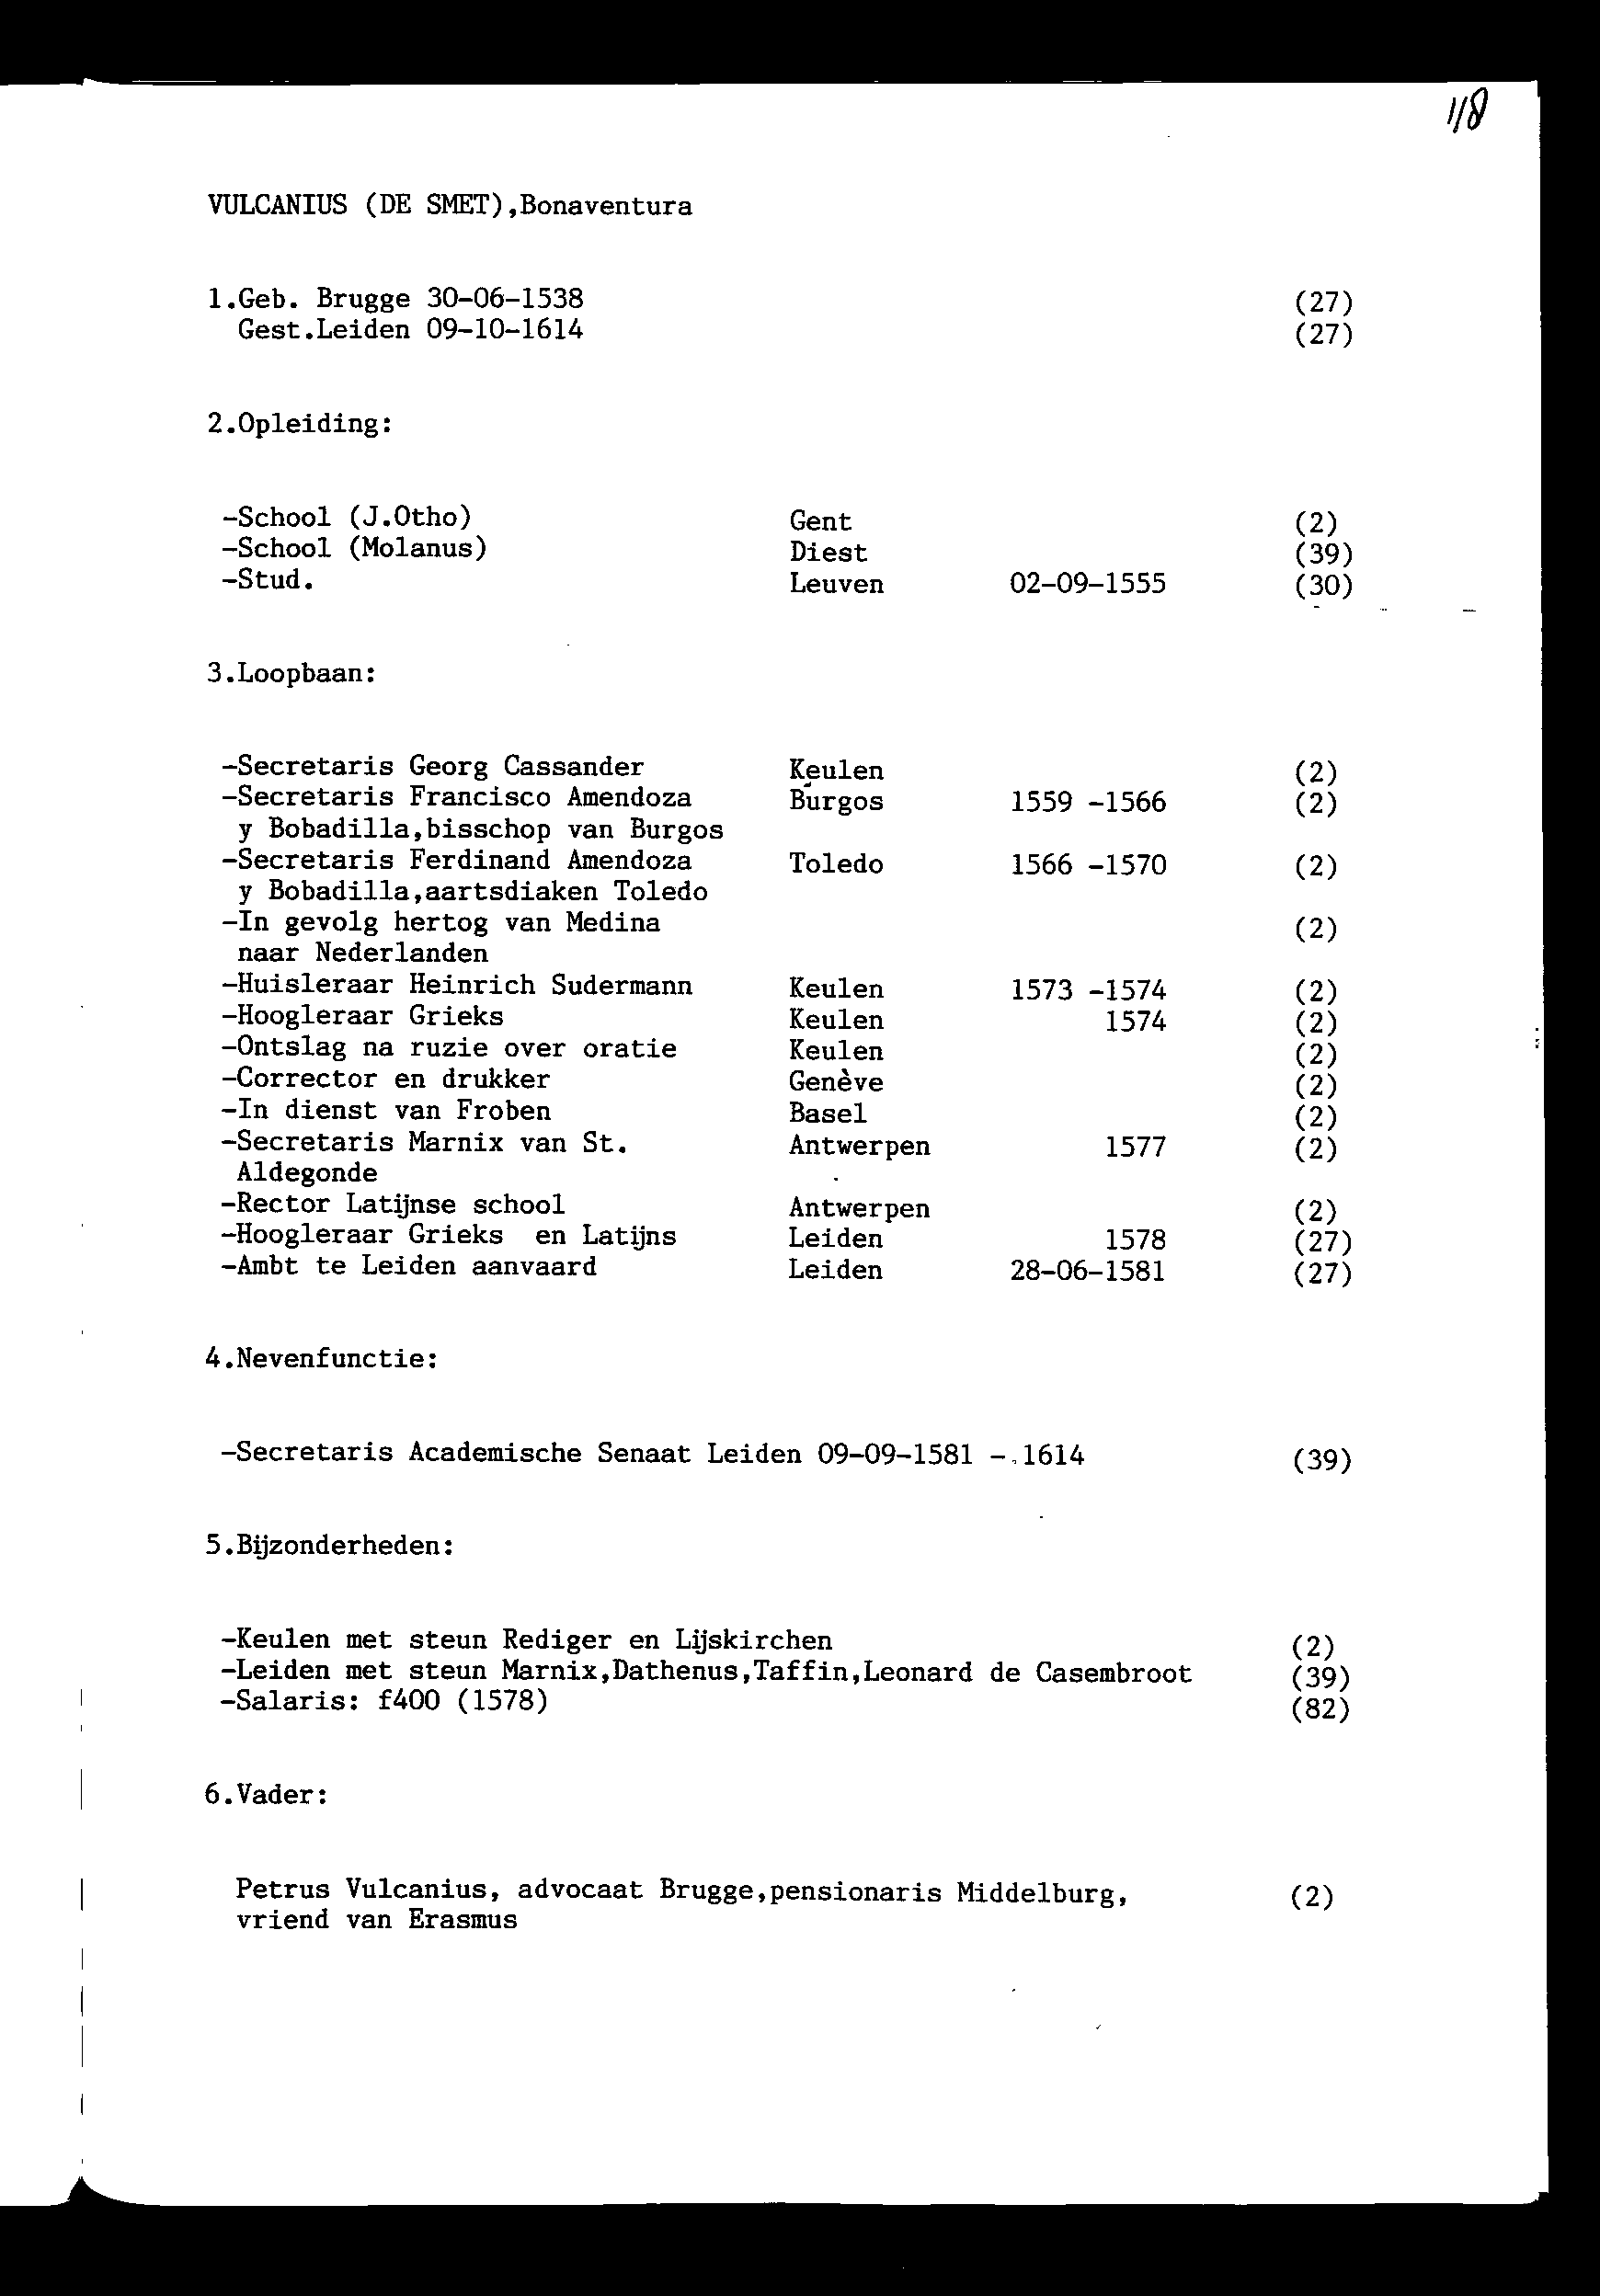 118
VULCANIUS (DE SMET),Bonaventura
1.Geb. Brugge 30-06-1538 (27)
Gest.Leiden 09-10-1614 (27)
2.Opleiding:
-School (J.Otho) Gent (2)
-School (Molanus) Diest (39)
-Stud. Leuven 02-09-1555 (30)
3.Loopbaan:
-Secretaris Georg Cassander Keulen (2)
-Secretaris Francisco Amendoza Burgos 1559 -1566 (2)
y Bobadilla,bisschop van Burgos
-Secretaris Ferdinand Amendoza Toledo 1566 -1570 (2)
y Bobadilla,aartsdiaken Toledo
-In gevolg hertog van Medina (2)
naar Nederlanden
-Huisleraar Heinrich Sudermann Keulen 1573 -1574 (2)
-Hoogleraar Grieks Keulen 1574 (2)
-Ontslag na ruzie over oratie Keulen (2)
-Corrector en drukker Genève (2)
-In dienst van Froben Basel (2)
-Secretaris Marnix van St. Antwerpen 1577 (2)
Aldegonde
-Rector Latijnse school Antwerpen (2)
-Hoogleraar Grieks en Latijns Leiden 1578 (27)
-Ambt te Leiden aanvaard Leiden 28-06-1581 (27)
4.Nevenfunctie:
-Secretaris Academische Senaat Leiden 09-09-1581 - 1614 (39)
5.Bijzonderheden:
-Keulen met steun Rediger en Lijskirchen (2)
-Leiden met steun Marnix,Dathenus,Taffin,Leonard de Casembroot (39)
-Salaris: f400 (1578) (82)
6.Vader:
Petrus Vulcanius, advocaat Brugge,pensionaris Middelburg, (2)
vriend van Erasmus